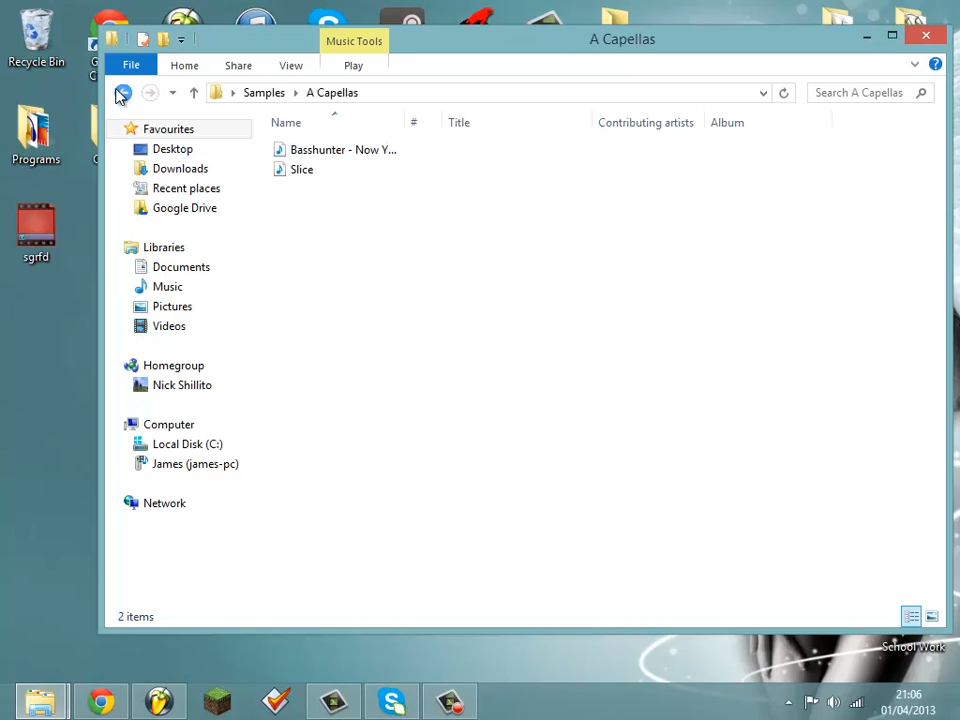 Music Tools
A Capellas
File Home Share View Play
Samples A Capellas
Search A Capellas
Name # Title Contributing artists Album
Basshunter - Now Y...
Slice
Favourites
Desktop
Downloads
Recent places
Google Drive
Libraries
Documents
Music
Pictures
Videos
Homegroup
Nick Shillito
Computer
Local Disk (C:)
James (james-pc)
Network
2 items
Recycle Bin
Programs
sgrfd
School Work
21:06
01/04/2013